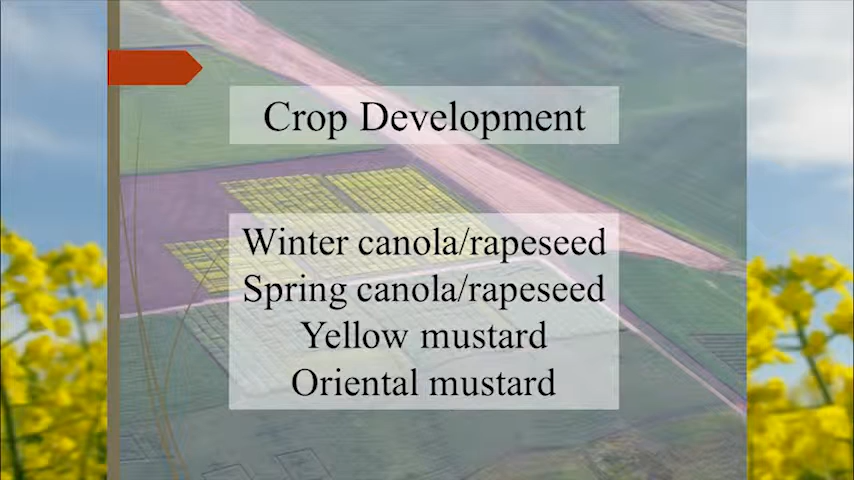 Crop Development
Winter canola/rapeseed
Spring canola/rapeseed
Yellow mustard
Oriental mustard